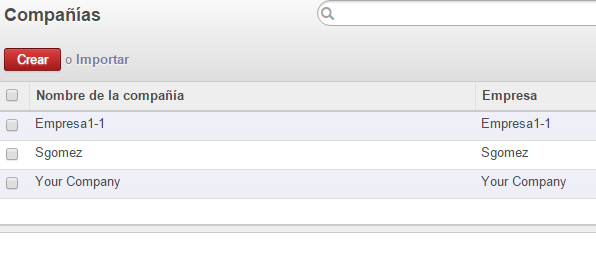 Compañías
Crear o Importar
Nombre de la compañía Empresa
Empresa1-1 Empresa1-1
Sgomez Sgomez
Your Company Your Company